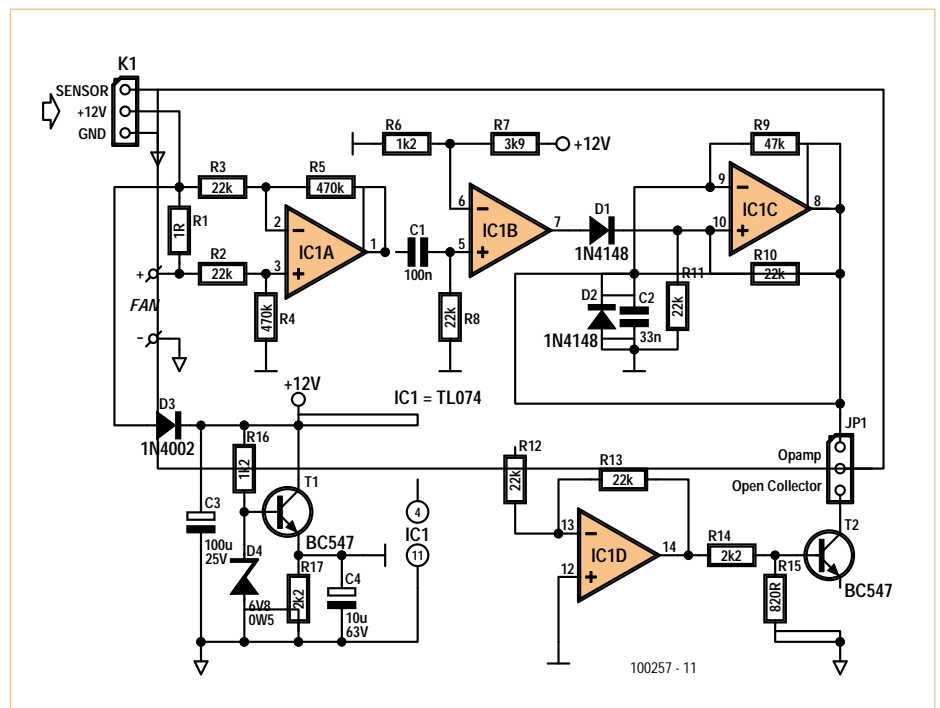 K1
SENSOR
+12V
GND
R3
22k
R5
470k
R1
1R
R2
22k
2
3
IC1A
1
R4
470k
+
FAN
-
C1
100n
R6
1k2
R7
3k9
+12V
6
5
IC1B
7
R8
22k
D1
1N4148
R9
47k
9
10
IC1C
8
R10
22k
R11
22k
D2
1N4148
C2
33n
+12V
IC1 = TL074
D3
1N4002
R16
1k2
T1
BC547
C3
100u
25V
D4
6V8
0W5
R17
2k2
C4
10u
63V
4
IC1
11
R12
22k
R13
22k
13
12
IC1D
14
R14
2k2
R15
820R
JP1
Opamp
Open Collector
T2
BC547
100257 - 11